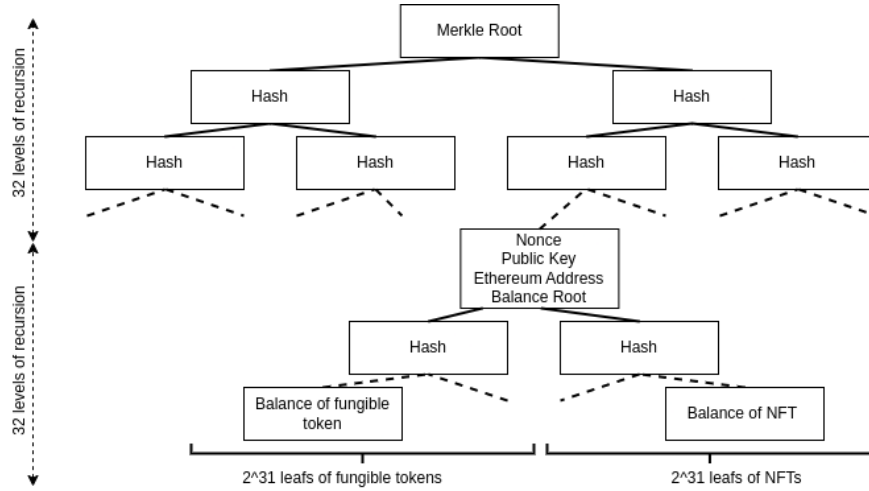 Merkle Root
32 levels of recursion
Hash
Hash
Hash
Hash
Hash
Hash
Nonce
Public Key
Ethereum Address
Balance Root
32 levels of recursion
Hash
Hash
Balance of fungible
token
Balance of NFT
2^31 leafs of fungible tokens
2^31 leafs of NFTs